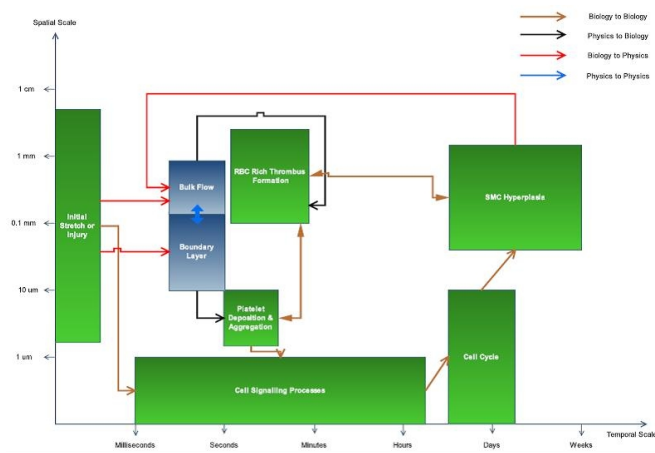 Spatial Scale
Biology to Biology
Physics to Biology
Biology to Physics
Physics to Physics
1 cm
1 mm
0.1 mm
10 um
1 um
Initial
Stretch or
Injury
Bulk Flow
Boundary
Layer
RBC Rich Thrombus
Formation
Platelet
Deposition &
Aggregation
SMC Hyperplasia
Cell Signalling Processes
Cell Cycle
Temporal Scale
Milliseconds
Seconds
Minutes
Hours
Days
Weeks